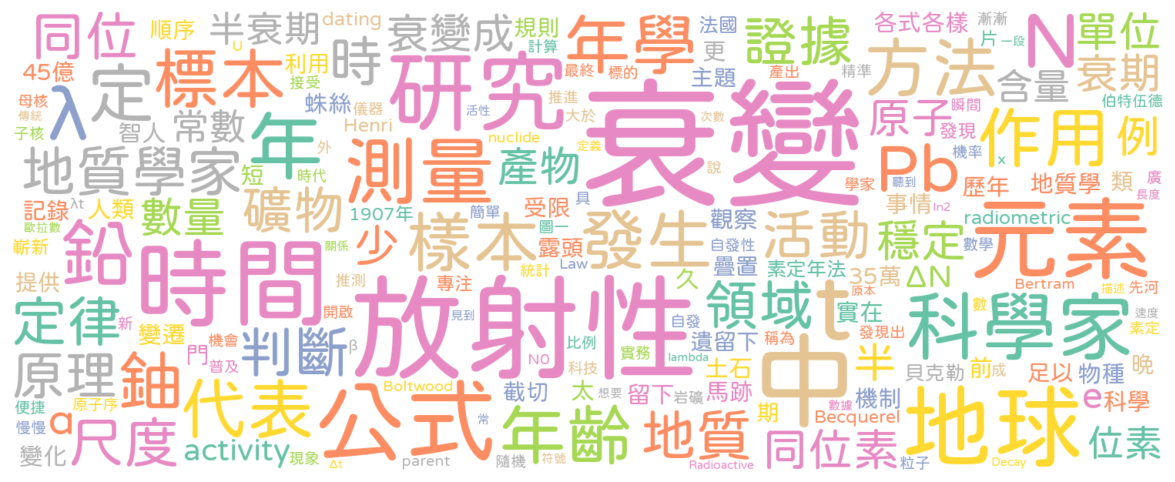 同位
順序
半衰期
dating
衰變成
規則
年學
法國
更
證據
各式各樣
漸漸
片
一段
N
單位
45億
定
標本
U
利用
接受
時
研究
計算
最終
標的
主題
產出
精準
方法
含量
衰期
母核
傳統
λ
子核
智人
常數
蛛絲
儀器
Henri
活性
推進
大於
衰變
次數
原子
瞬間
發現
伯特伍德
地質學家
年
外
測量
nuclide
定義
產物
說
機率
x
作用
例
短
時代
聽到
Pb
學家
歷年
地質學
類
廣
長度
記錄
λt
人類
數量
礦物
1907年
簡單
受限
具
圖一
觀察
事情
ln2
嶄新
歐拉數
鉛
時間
關係
少
樣本
露頭
發生
自發性
活動
radiometric
穩定
數學
元素
提供
推測
專注
Law
統計
久
疊置
素定年法
35萬
ΔN
Bertram
描述
先河
定律
新
變遷
機會
開啟
放射性
見到
自發
領域
t
原本
實在
數
速度
素定
門
普及
判斷
β
N0
比例
科技
實務
lambda
遺留下
稱為
中
發現出
科學家
原理
鈾
代表
公式
Boltwood
截切
太
想要
土石
留下
岩礦
馬跡
半
前
成
足以
物種
晚
貝克勒
機制
便捷
原子序
a
尺度
常
年齡
地質
數據
期
Becquerel
地球
e
科學
慢慢
變化
activity
現象
Δt
parent
隨機
符號
Radioactive
同位素
粒子
Decay
位素